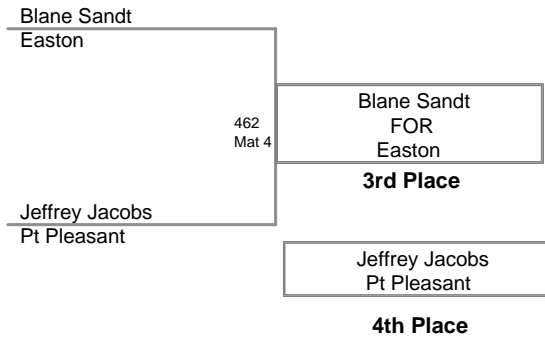 Blane Sandt
Easton
462
Mat 4
Blane Sandt
FOR
Easton
3rd Place
Jeffrey Jacobs
Pt Pleasant
Jeffrey Jacobs
Pt Pleasant
4th Place